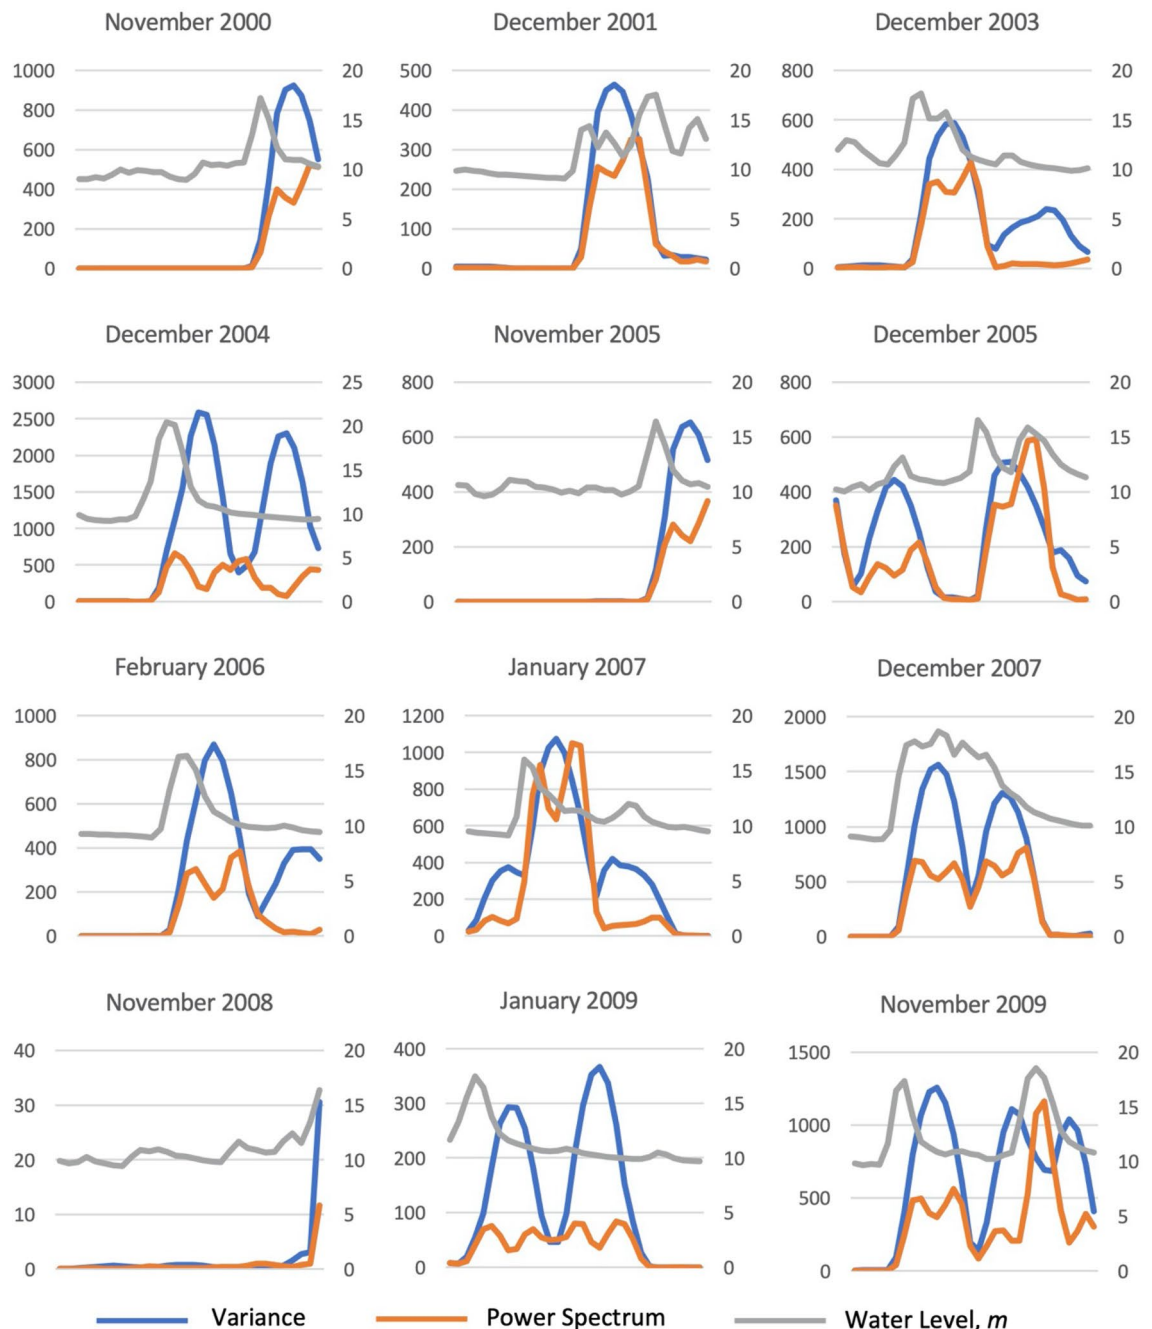 November 2000 December 2001 December 2003
1000 20 500 20 800 20
800 15 400 15 600 15
600 300
400 10 200 10 400 10
200 5 100 5 200 5
0 0 0 0 0 0
December 2004 November 2005 December 2005
3000 25 800 20 800 20
2500 20 600 15 600 15
2000 15
1500 400 10 400 10
1000 10
500 5 200 5 200 5
0 0 0 0 0 0
February 2006 January 2007 December 2007
1000 20 1200 20 2000 20
800 15 1000 15 1500 15
600 800
400 10 600 10 1000 10
200 5 400 5 500 5
200
0 0 0 0 0 0
November 2008 January 2009 November 2009
40 20 400 20 1500 20
30 15 300 15 1000 15
20 10 200 10 10
10 5 100 5 500 5
0 0 0 0 0 0
Variance Power Spectrum Water Level, m